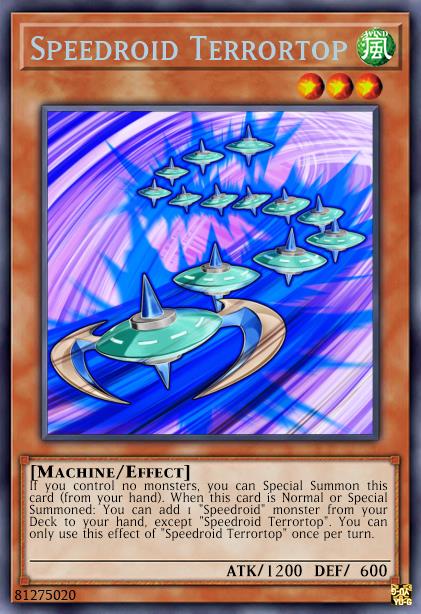 Speedroid Terrortop
WIND
風
[Machine/Effect]
If you control no monsters, you can Special Summon this
card (from your hand). When this card is Normal or Special
Summoned: You can add 1 "Speedroid" monster from your
Deck to your hand, except "Speedroid Terrortop". You can
only use this effect of "Speedroid Terrortop" once per turn.
ATK/1200 DEF/ 600
81275020